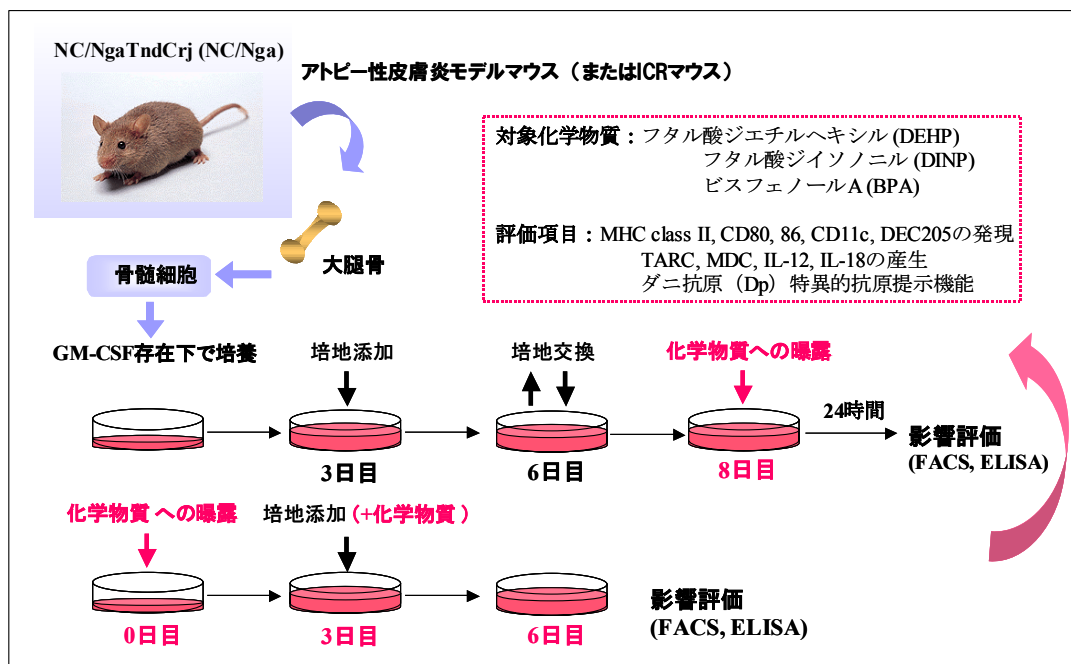 NC/NgaTndCrj (NC/Nga)
アトピー性皮膚炎モデルマウス（またはICRマウス）
対象化学物質：フタル酸ジエチルヘキシル (DEHP)
フタル酸ジイソノニル (DINP)
ビスフェノールA (BPA)
評価項目：MHC class II, CD80, 86, CD11c, DEC205の発現
TARC, MDC, IL-12, IL-18の産生
ダニ抗原（Dp）特異的抗原提示機能
大腿骨
骨髄細胞
GM-CSF存在下で培養
培地添加
培地交換
化学物質への曝露
24時間
影響評価
(FACS, ELISA)
3日目
6日目
8日目
化学物質 への曝露
培地添加（+化学物質 ）
影響評価
(FACS, ELISA)
0日目
3日目
6日目